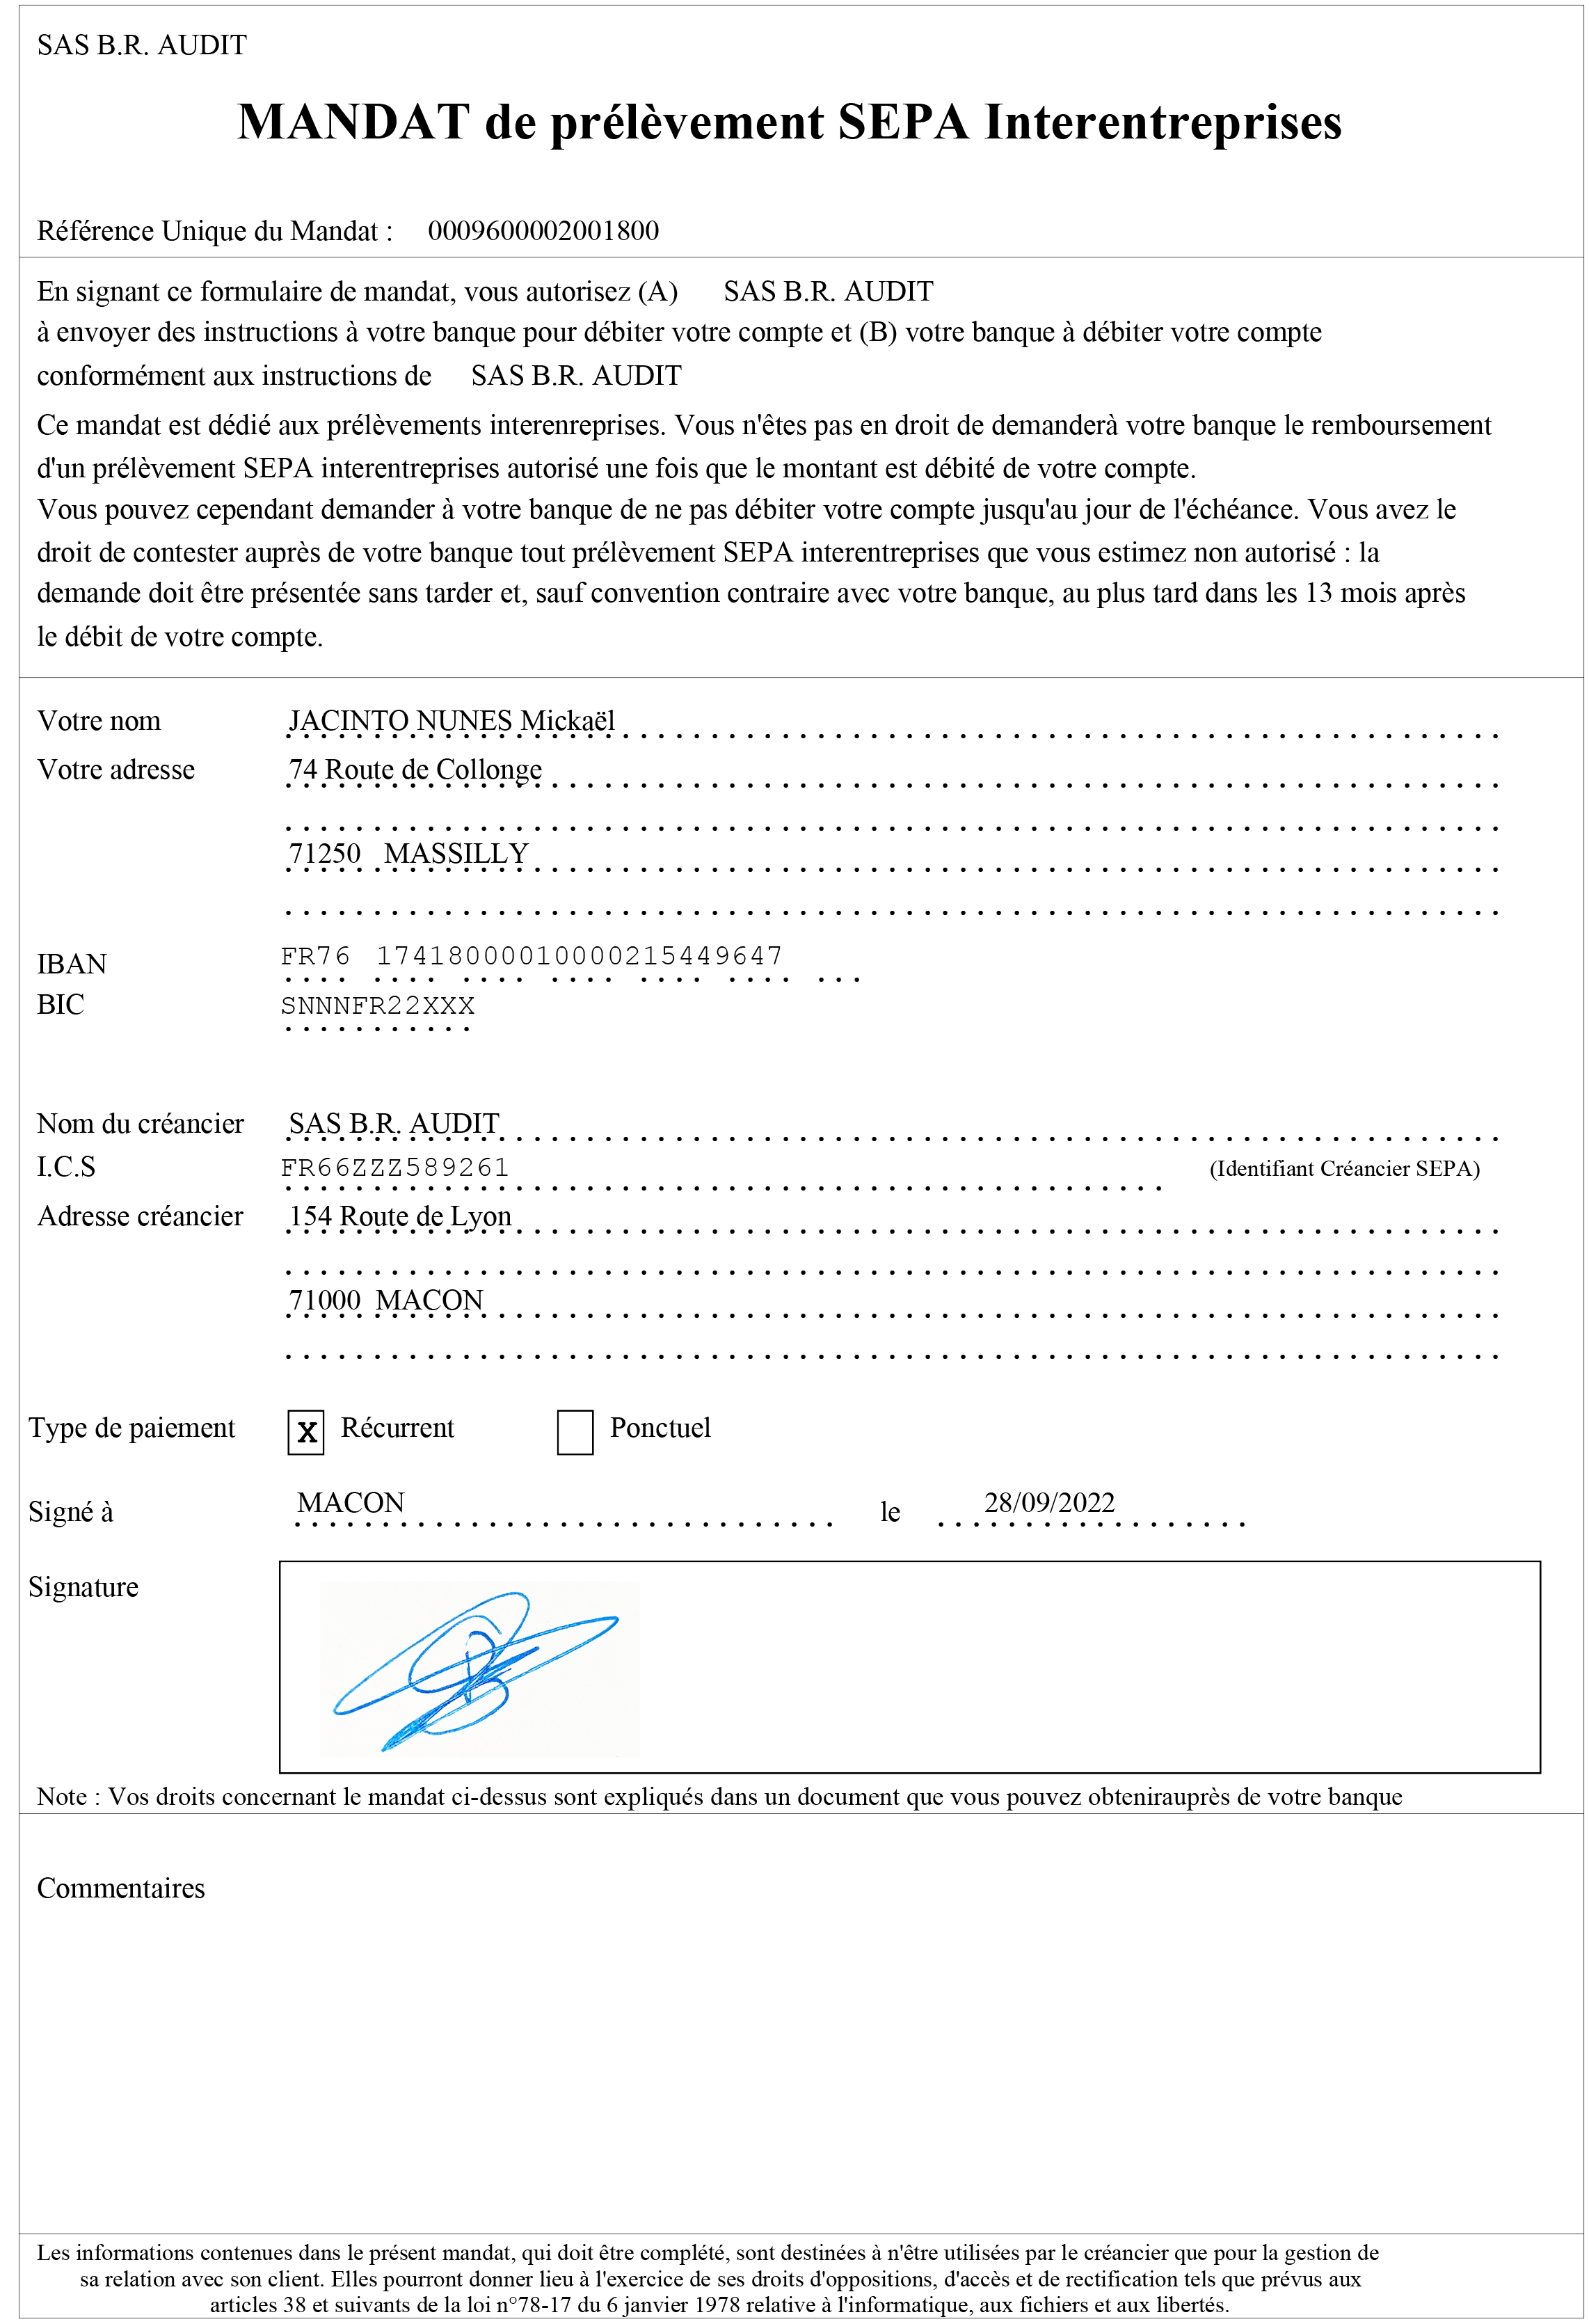 SAS B.R. AUDIT
MANDAT de prélèvement SEPA Interentreprises
Référence Unique du Mandat : 0009600002001800
En signant ce formulaire de mandat, vous autorisez (A) SAS B.R. AUDIT
à envoyer des instructions à votre banque pour débiter votre compte et (B) votre banque à débiter votre compte
conformément aux instructions de SAS B.R. AUDIT
Ce mandat est dédié aux prélèvements interenreprises. Vous n'êtes pas en droit de demanderà votre banque le remboursement
d'un prélèvement SEPA interentreprises autorisé une fois que le montant est débité de votre compte.
Vous pouvez cependant demander à votre banque de ne pas débiter votre compte jusqu'au jour de l'échéance. Vous avez le
droit de contester auprès de votre banque tout prélèvement SEPA interentreprises que vous estimez non autorisé : la
demande doit être présentée sans tarder et, sauf convention contraire avec votre banque, au plus tard dans les 13 mois après
le débit de votre compte.
Votre nom JACINTO NUNES Mickaël
Votre adresse 74 Route de Collonge
71250 MASSILLY
IBAN FR76 17418000010000215449647
BIC SNNNFR22XXX
Nom du créancier SAS B.R. AUDIT
I.C.S FR66ZZZ589261 (Identifiant Créancier SEPA)
Adresse créancier 154 Route de Lyon
71000 MACON
Type de paiement X Récurrent Ponctuel
Signé à MACON le 28/09/2022
Signature
Note : Vos droits concernant le mandat ci-dessus sont expliqués dans un document que vous pouvez obtenirauprès de votre banque
Commentaires
Les informations contenues dans le présent mandat, qui doit être complété, sont destinées à n'être utilisées par le créancier que pour la gestion de
sa relation avec son client. Elles pourront donner lieu à l'exercice de ses droits d'oppositions, d'accès et de rectification tels que prévus aux
articles 38 et suivants de la loi n°78-17 du 6 janvier 1978 relative à l'informatique, aux fichiers et aux libertés.